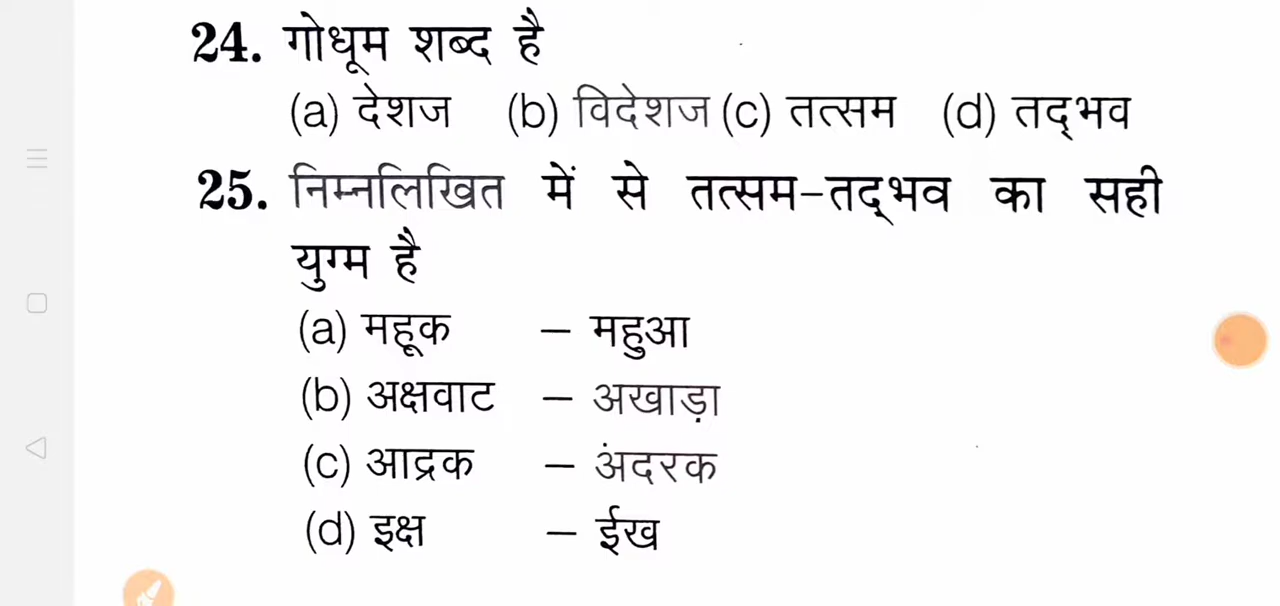 24. गोधूम शब्द है
(a) देशज (b) विदेशज (c) तत्सम (d) तद्भव
25. निम्नलिखित में से तत्सम-तद्भव का सही
युग्म है
(a) महूक – महुआ
(b) अक्षवाट – अखाड़ा
(c) आद्रक – अंदरक
(d) इक्ष – ईख